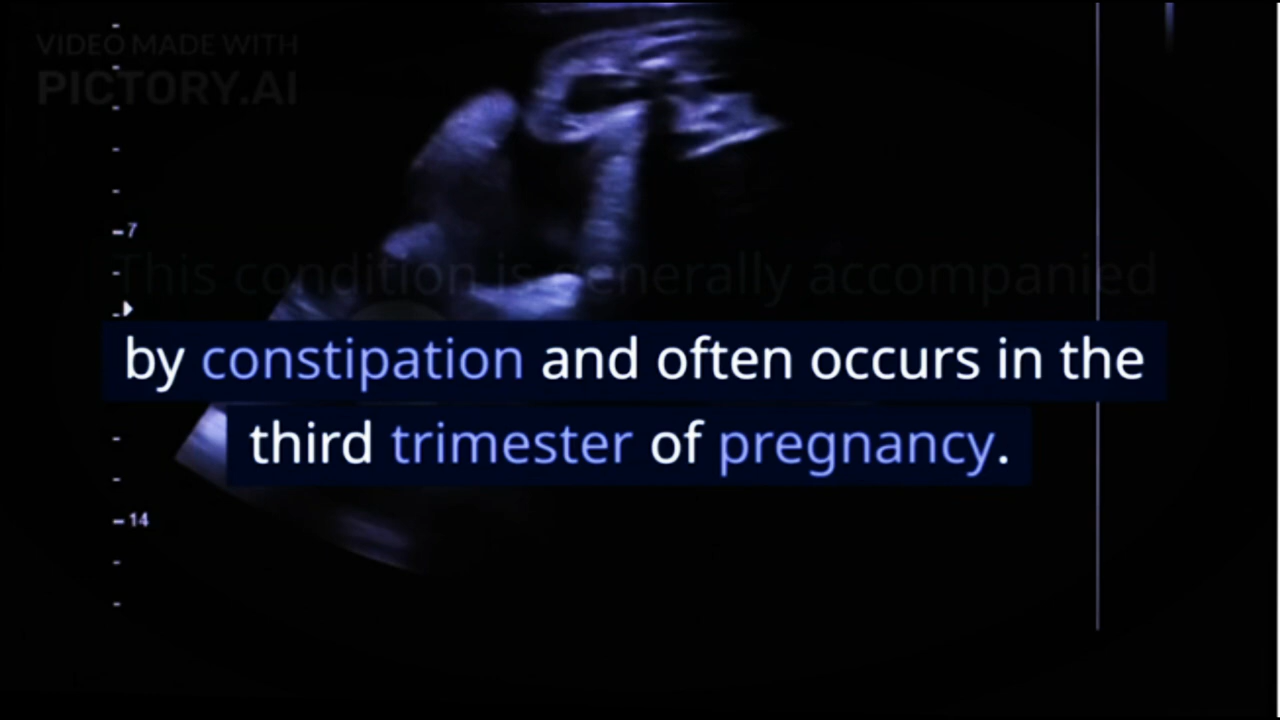 VIDEO MADE WITH
PICTORY.AI
7
This condition is generally accompanied
by constipation and often occurs in the
third trimester of pregnancy.
14